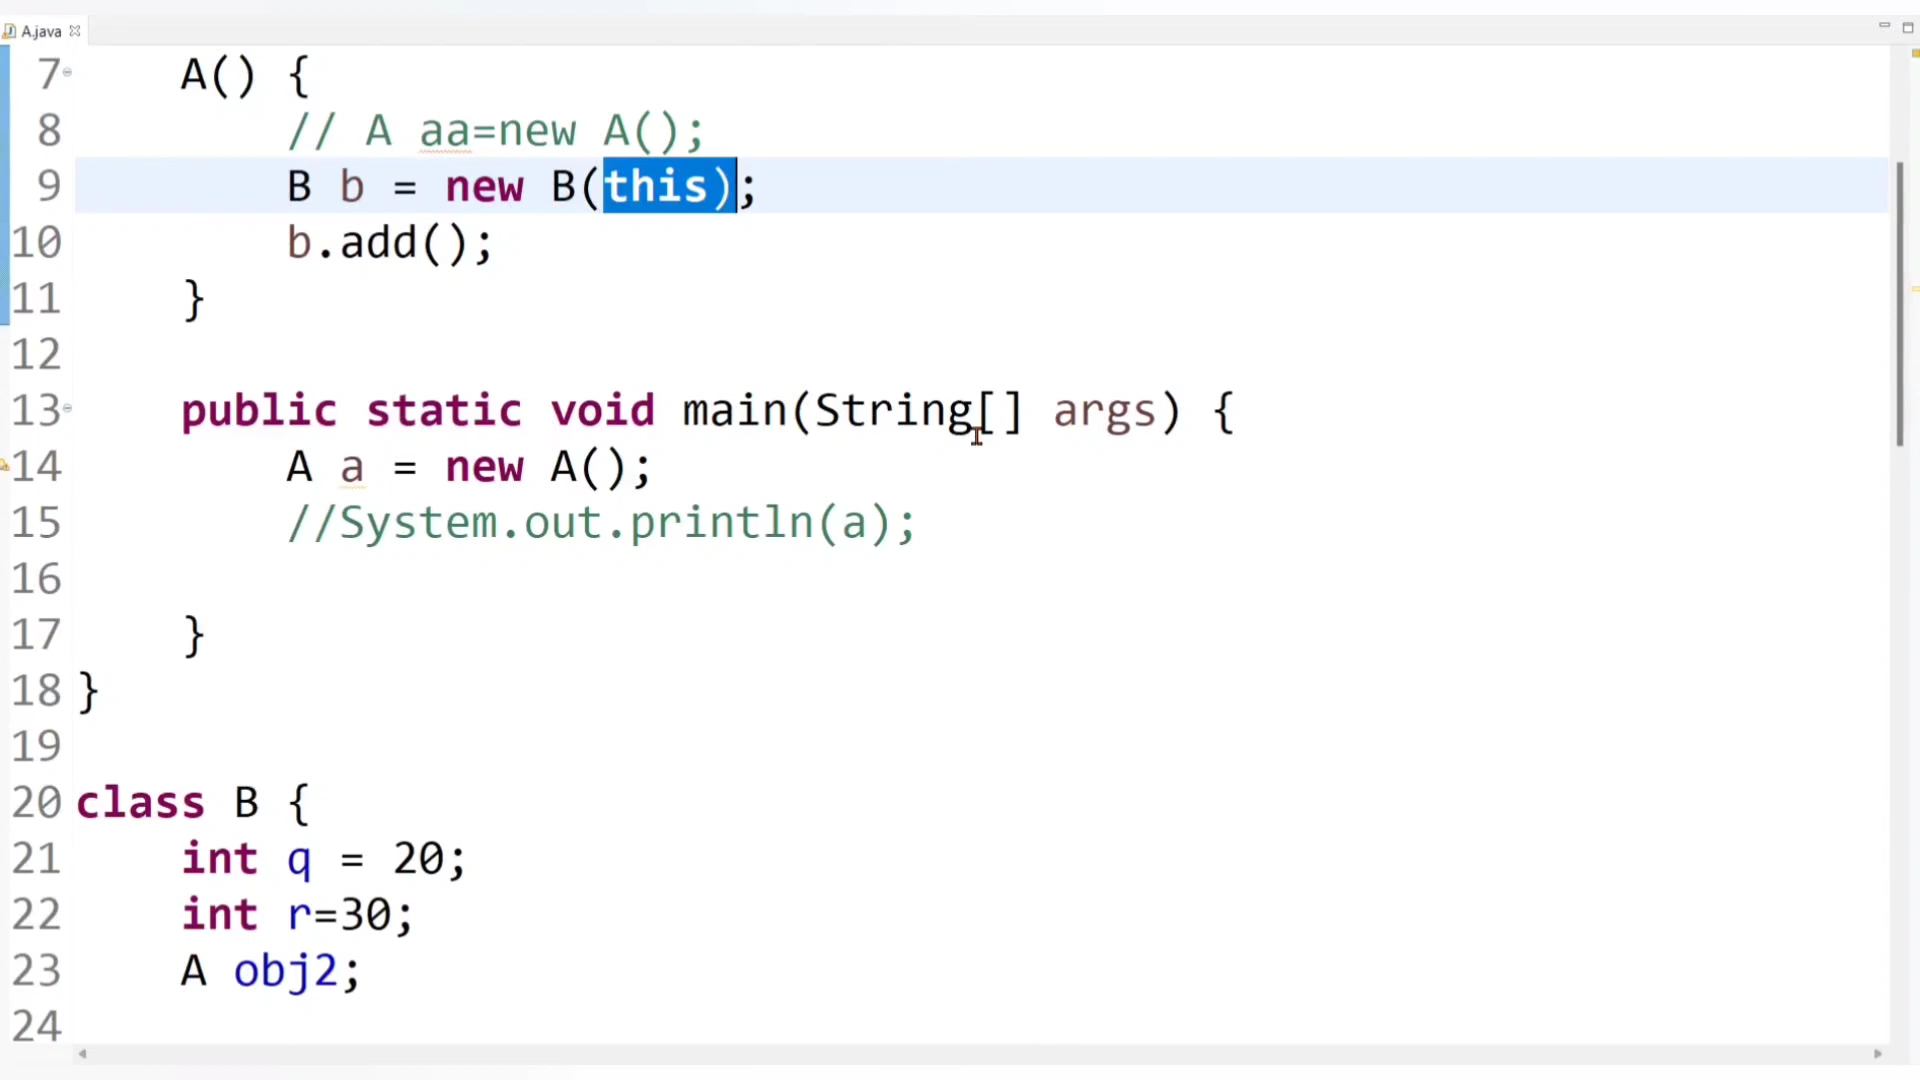 A.java
7 A() {
8 // A aa=new A();
9 B b = new B(this);
10 b.add();
11 }
12
13 public static void main(String[] args) {
14 A a = new A();
15 //System.out.println(a);
16
17 }
18 }
19
20 class B {
21 int q = 20;
22 int r=30;
23 A obj2;
24